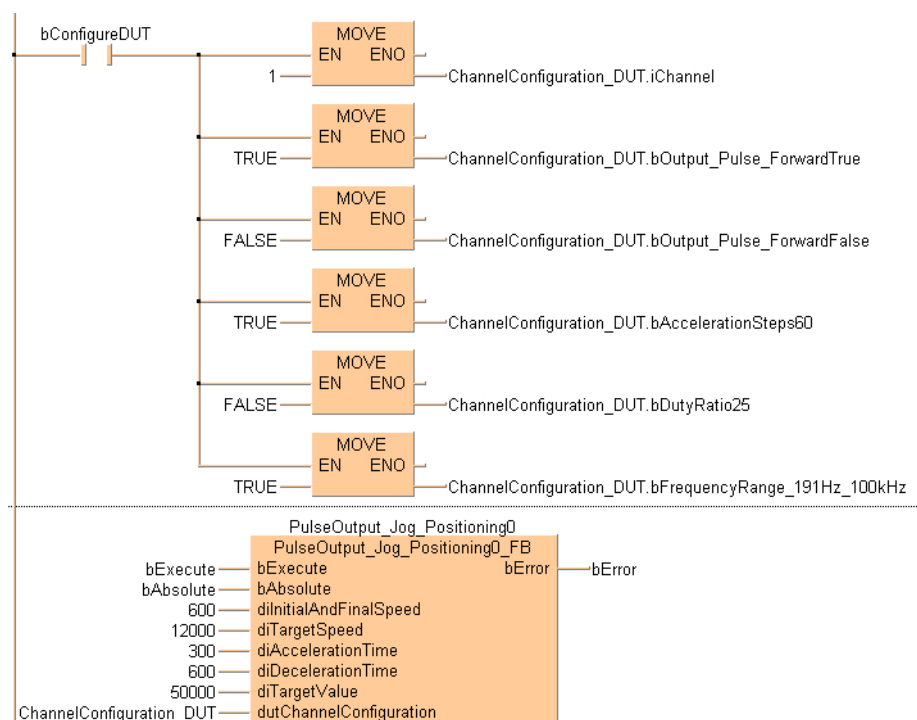 bConfigureDUT
MOVE
EN ENO
1 ChannelConfiguration_DUT.iChannel
MOVE
EN ENO
TRUE ChannelConfiguration_DUT.bOutput_Pulse_ForwardTrue
MOVE
EN ENO
FALSE ChannelConfiguration_DUT.bOutput_Pulse_ForwardFalse
MOVE
EN ENO
TRUE ChannelConfiguration_DUT.bAccelerationSteps60
MOVE
EN ENO
FALSE ChannelConfiguration_DUT.bDutyRatio25
MOVE
EN ENO
TRUE ChannelConfiguration_DUT.bFrequencyRange_191Hz_100kHz
PulseOutput_Jog_Positioning0
PulseOutput_Jog_Positioning0_FB
bExecute bExecute bError bError
bAbsolute bAbsolute
600 diInitialAndFinalSpeed
12000 diTargetSpeed
300 diAccelerationTime
600 diDecelerationTime
50000 diTargetValue
ChannelConfiguration_DUT dutChannelConfiguration